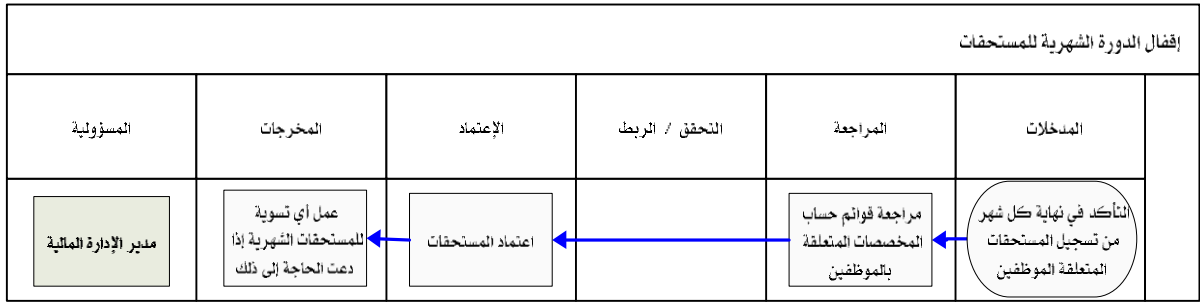 إقفال الدورة الشهرية للمستحقات
المدخلات
المراجعة
التحقق / الربط
الإعتماد
المخرجات
المسؤولية
التأكد في نهاية كل شهر
من تسجيل المستحقات
المتعلقة الموظفين
مراجعة قوائم حساب
المخصصات المتعلقة
بالموظفين
اعتماد المستحقات
عمل أي تسوية
للمستحقات الشهرية إذا
دعت الحاجة إلى ذلك
مدير الإدارة المالية